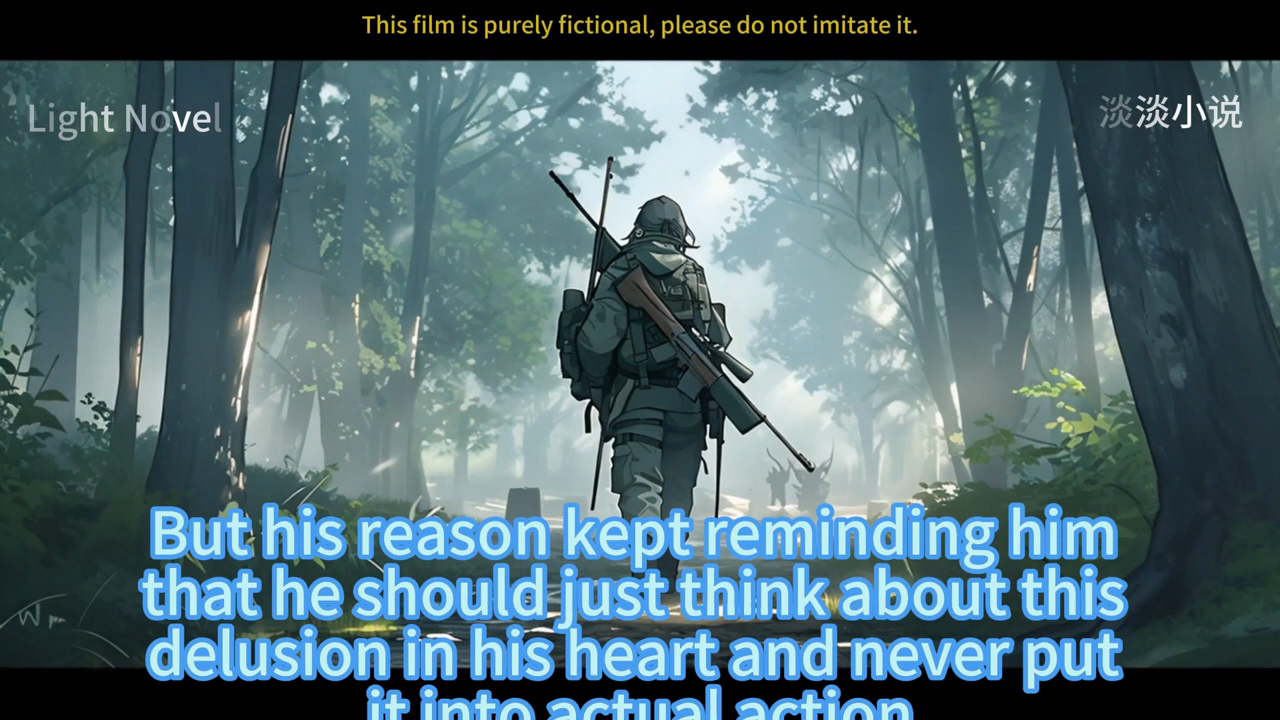 This film is purely fictional, please do not imitate it.
Light Novel
淡淡小说
But his reason kept reminding him
that he should just think about this
delusion in his heart and never put
it into actual action